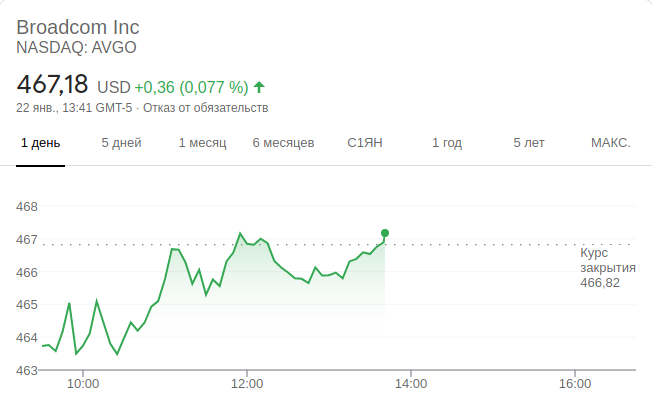 Broadcom Inc
NASDAQ: AVGO
467,18 USD +0,36 (0,077 %)
22 янв., 13:41 GMT-5 · Отказ от обязательств
1 день 5 дней 1 месяц 6 месяцев С1ЯН 1 год 5 лет МАКС.
468
467
466
465
464
463
Курс
закрытия
466,82
10:00 12:00 14:00 16:00